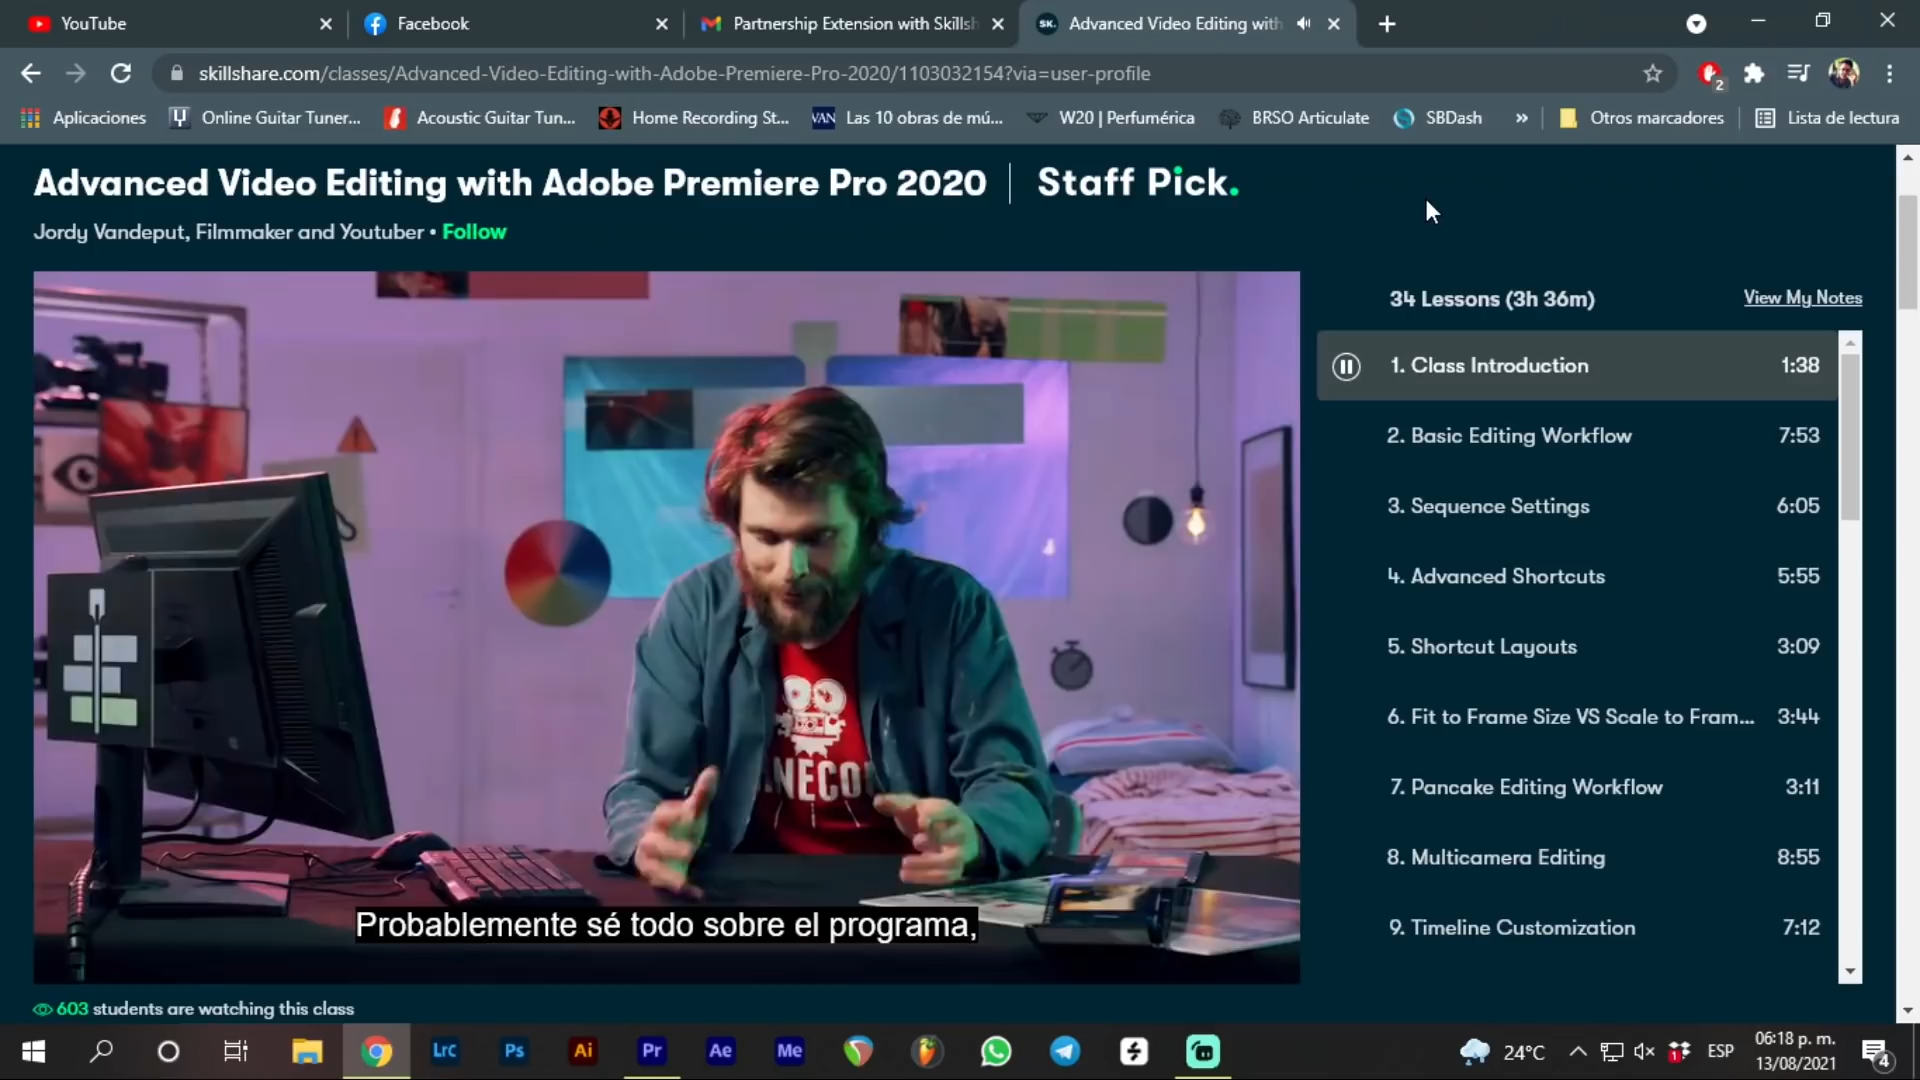 YouTube
Facebook
Partnership Extension with Skillsh
Advanced Video Editing with
skillshare.com/classes/Advanced-Video-Editing-with-Adobe-Premiere-Pro-2020/1103032154?via=user-profile
2
Aplicaciones
Online Guitar Tuner...
Acoustic Guitar Tun...
Home Recording St...
VAN
Las 10 obras de mú...
W20 | Perfumérica
BRSO Articulate
SBDash
»
Otros marcadores
Lista de lectura
Advanced Video Editing with Adobe Premiere Pro 2020
Staff Pick.
Jordy Vandeput, Filmmaker and Youtuber • Follow
34 Lessons (3h 36m)
View My Notes
1. Class Introduction 1:38
2. Basic Editing Workflow 7:53
3. Sequence Settings 6:05
4. Advanced Shortcuts 5:55
5. Shortcut Layouts 3:09
6. Fit to Frame Size VS Scale to Fram... 3:44
7. Pancake Editing Workflow 3:11
8. Multicamera Editing 8:55
9. Timeline Customization 7:12
Probablemente sé todo sobre el programa,
603 students are watching this class
LrC
Ps
Ai
Pr
Ae
Me
24°C
1
ESP
06:18 p. m.
13/08/2021
4